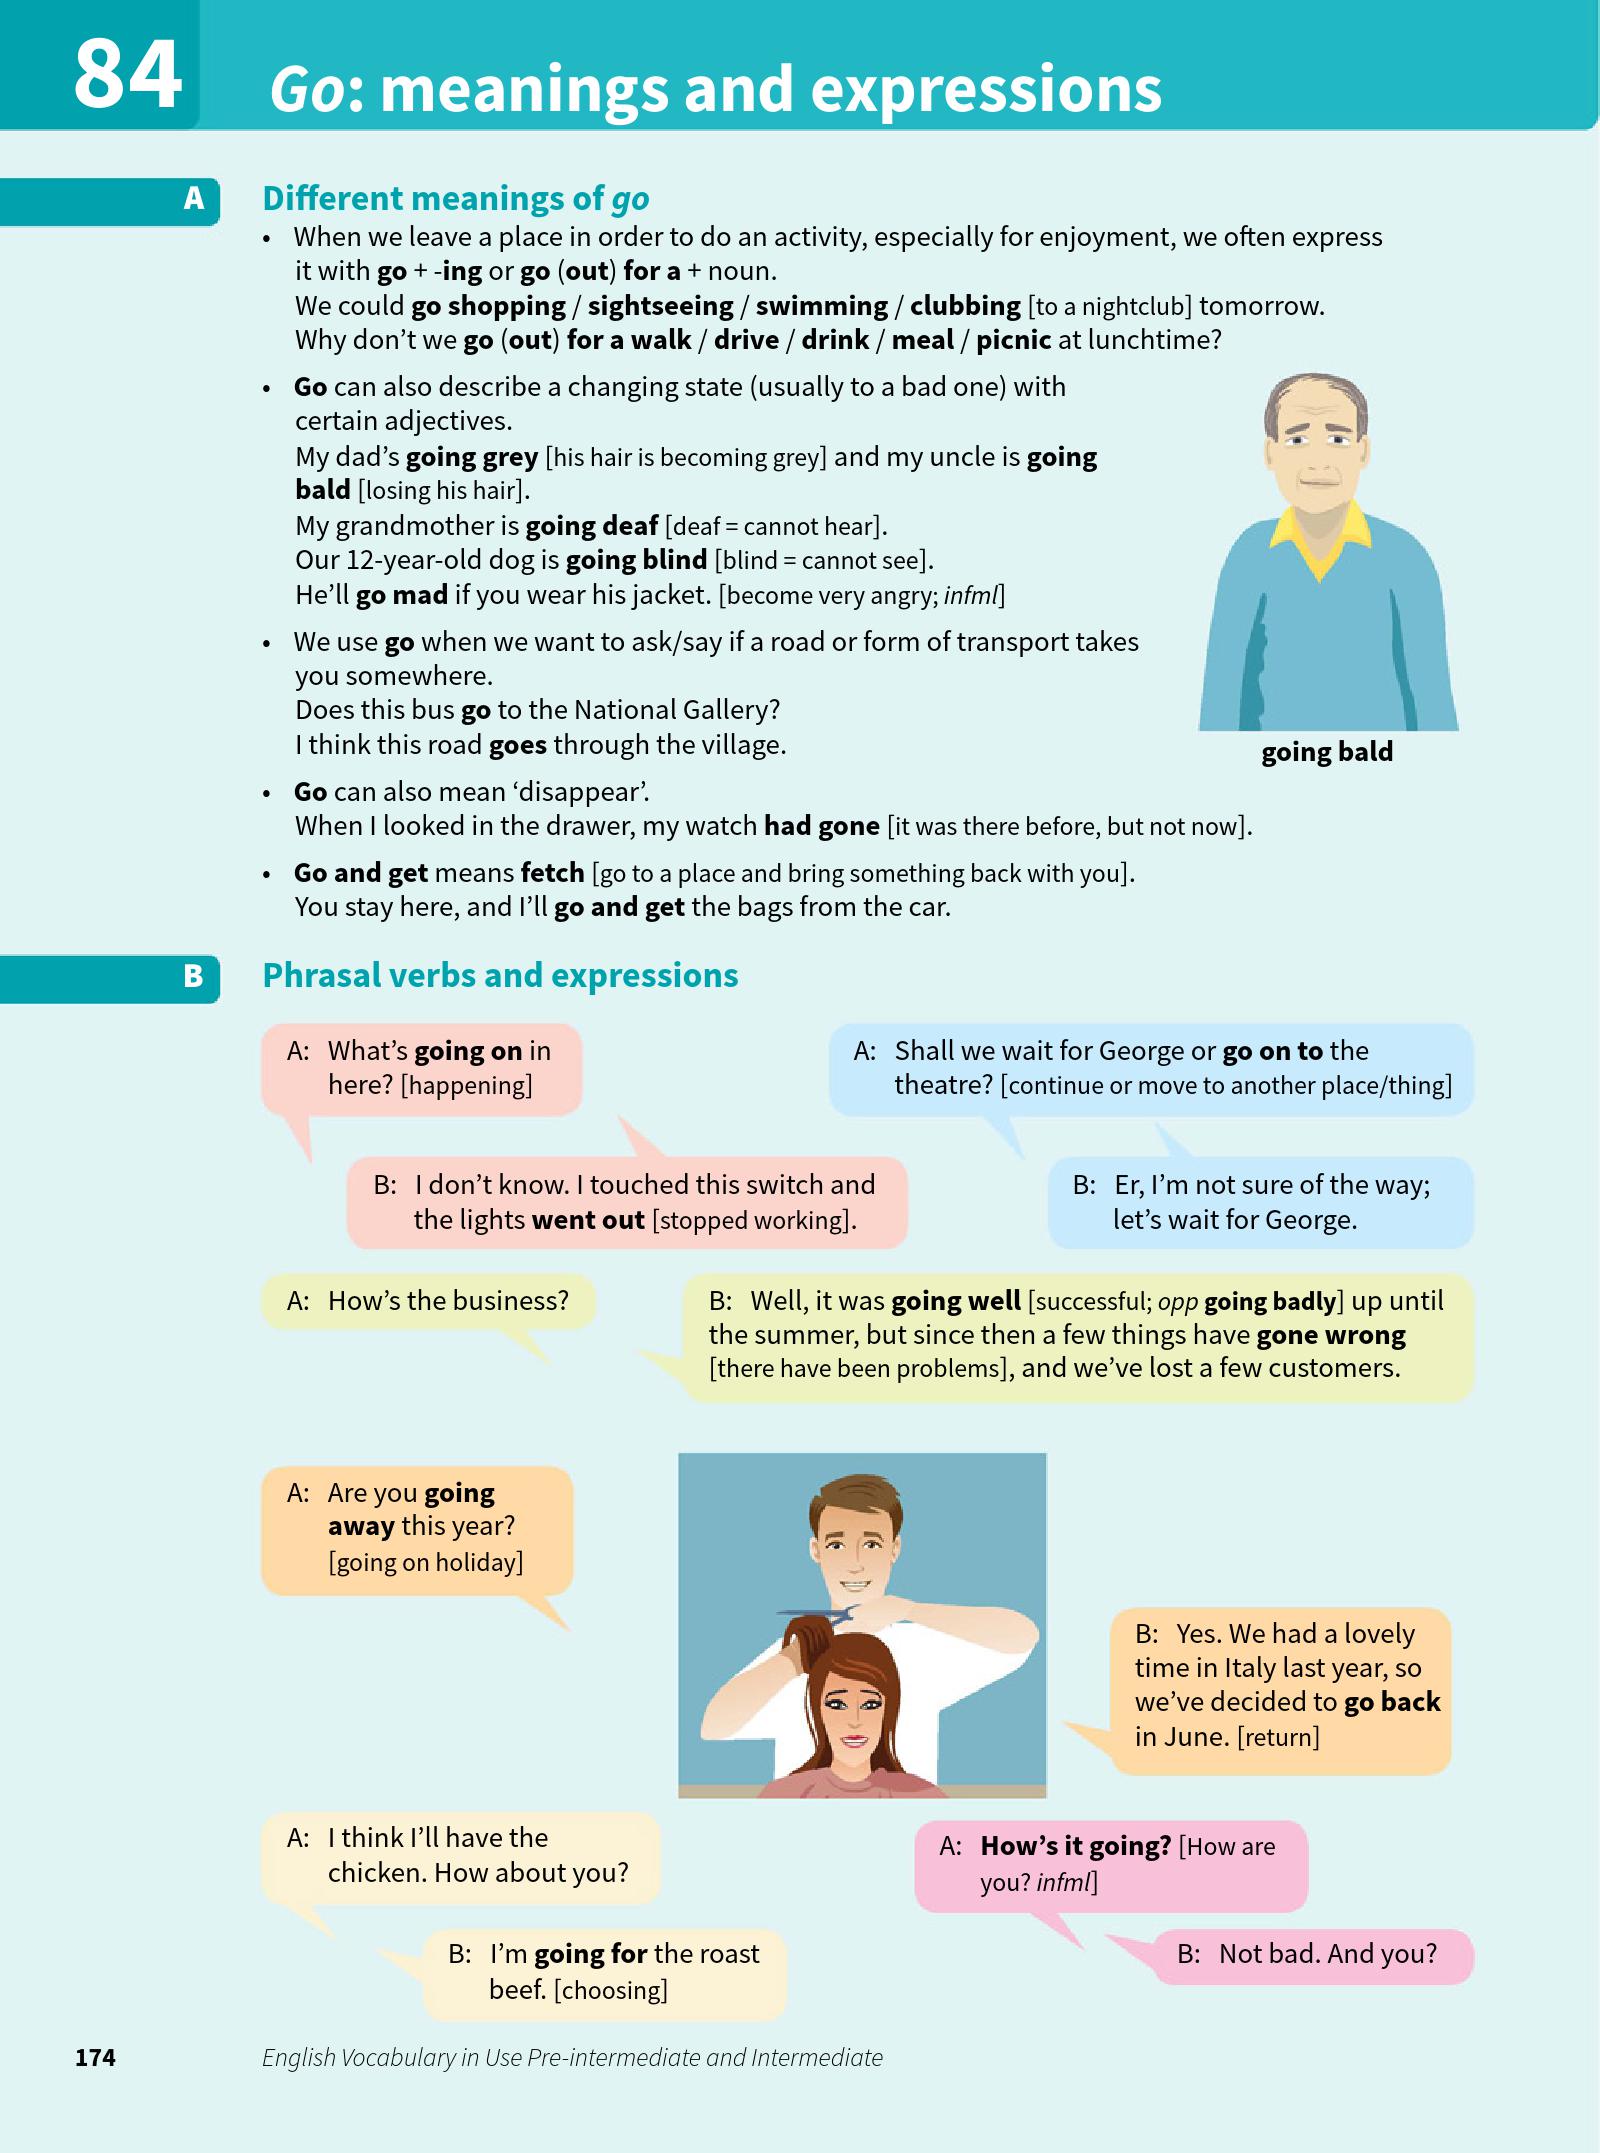 84
Go: meanings and expressions
A
Different meanings of go
• When we leave a place in order to do an activity, especially for enjoyment, we often express
it with go + -ing or go (out) for a + noun.
We could go shopping / sightseeing / swimming / clubbing [to a nightclub] tomorrow.
Why don’t we go (out) for a walk / drive / drink / meal / picnic at lunchtime?
• Go can also describe a changing state (usually to a bad one) with
certain adjectives.
My dad’s going grey [his hair is becoming grey] and my uncle is going
bald [losing his hair].
My grandmother is going deaf [deaf = cannot hear].
Our 12-year-old dog is going blind [blind = cannot see].
He’ll go mad if you wear his jacket. [become very angry; infml]
• We use go when we want to ask/say if a road or form of transport takes
you somewhere.
Does this bus go to the National Gallery?
I think this road goes through the village.
going bald
• Go can also mean ‘disappear’.
When I looked in the drawer, my watch had gone [it was there before, but not now].
• Go and get means fetch [go to a place and bring something back with you].
You stay here, and I’ll go and get the bags from the car.
B
Phrasal verbs and expressions
A: What’s going on in
here? [happening]
B: I don’t know. I touched this switch and
the lights went out [stopped working].
A: Shall we wait for George or go on to the
theatre? [continue or move to another place/thing]
B: Er, I’m not sure of the way;
let’s wait for George.
A: How’s the business?
B: Well, it was going well [successful; opp going badly] up until
the summer, but since then a few things have gone wrong
[there have been problems], and we’ve lost a few customers.
A: Are you going
away this year?
[going on holiday]
B: Yes. We had a lovely
time in Italy last year, so
we’ve decided to go back
in June. [return]
A: I think I’ll have the
chicken. How about you?
B: I’m going for the roast
beef. [choosing]
A: How’s it going? [How are
you? infml]
B: Not bad. And you?
174
English Vocabulary in Use Pre-intermediate and Intermediate